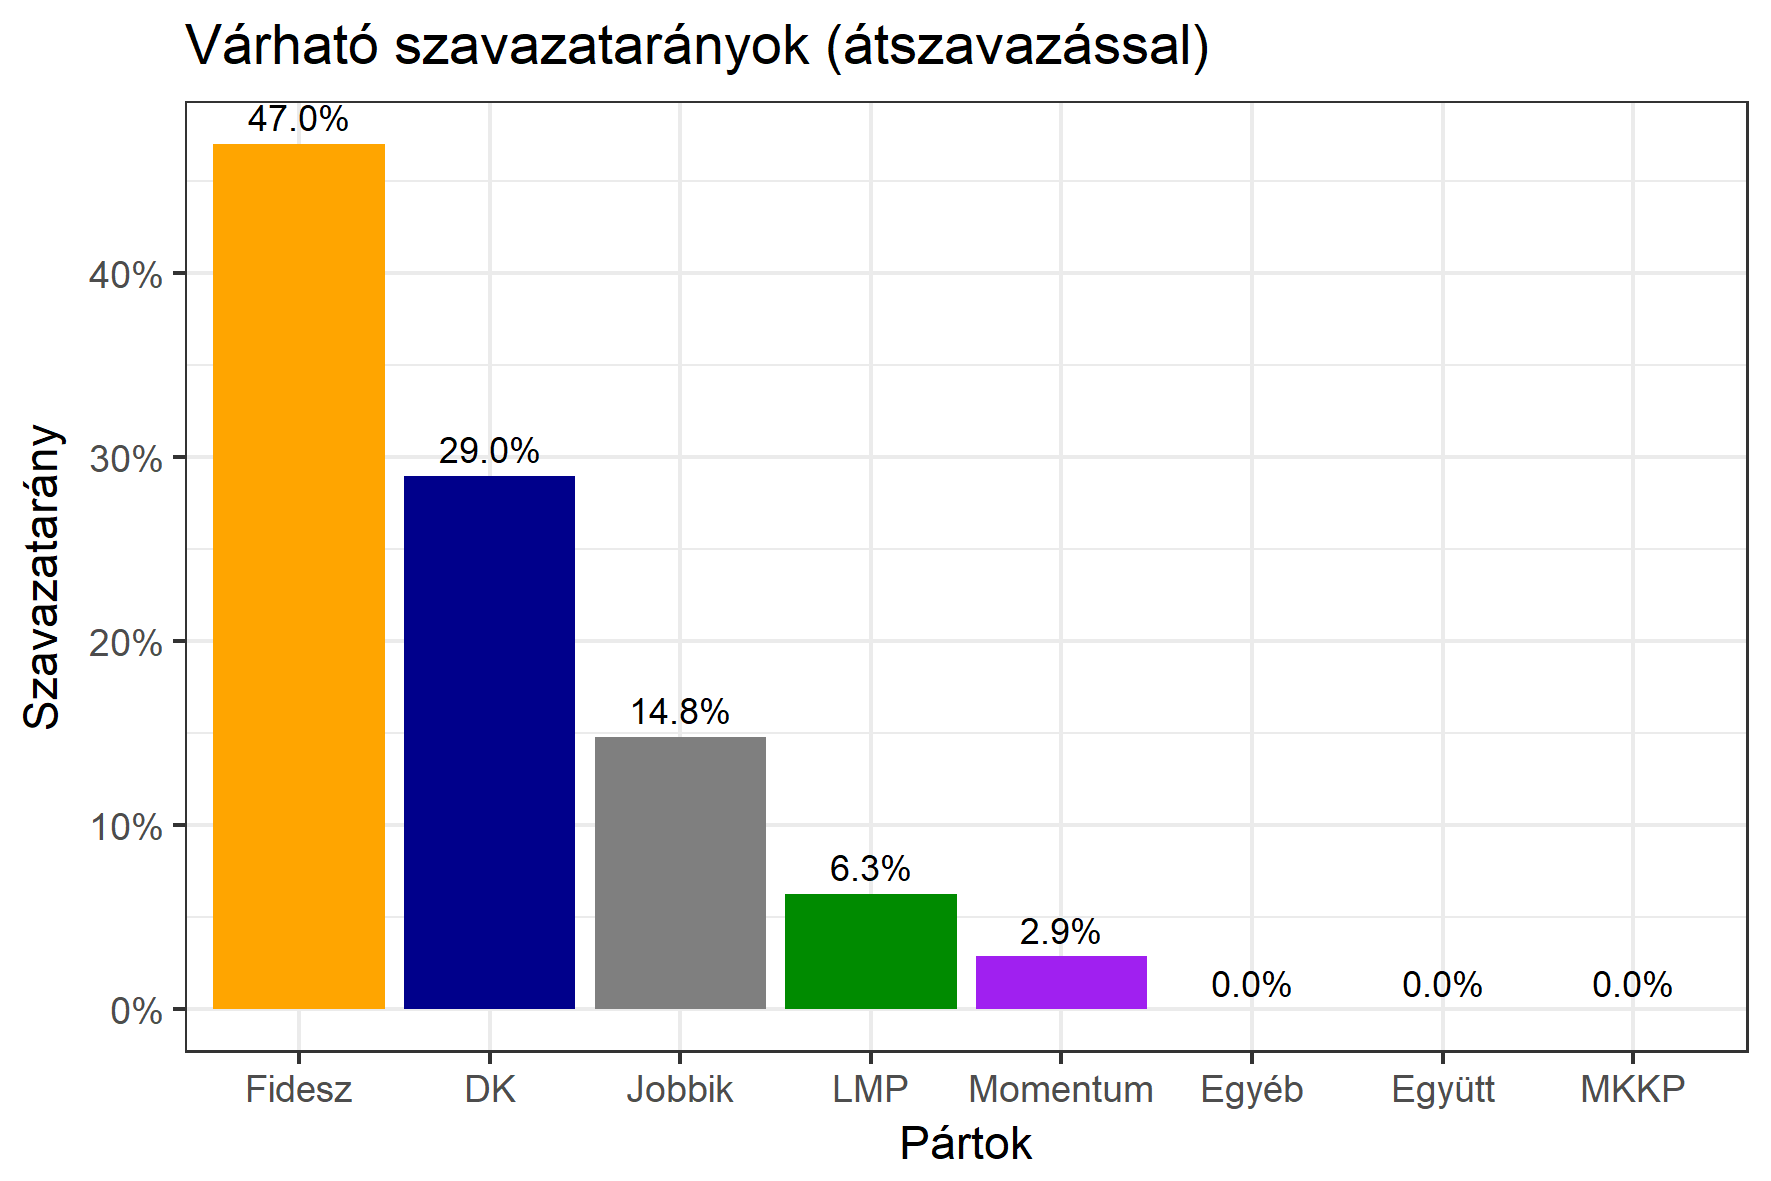 Várható szavazatarányok (átszavazással)
Szavazatarány
40%
30%
20%
10%
0%
47.0%
29.0%
14.8%
6.3%
2.9%
0.0%
0.0%
0.0%
Fidesz
DK
Jobbik
LMP
Momentum
Egyéb
Együtt
MKKP
Pártok